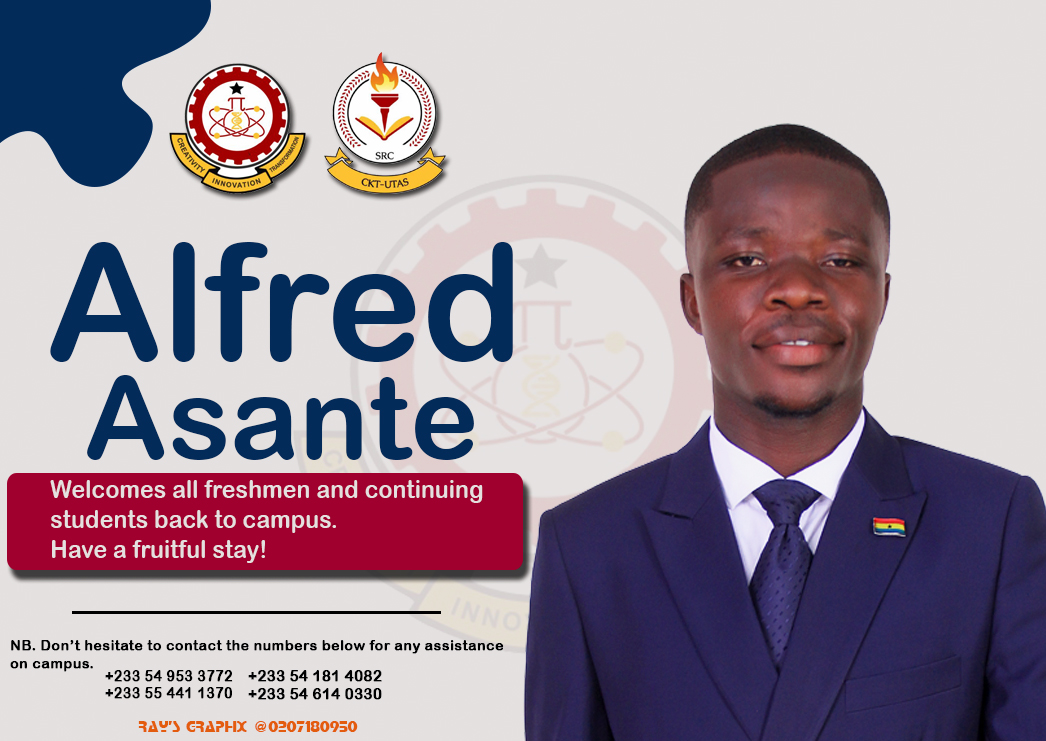 CREATIVITY INNOVATION TRANSFORMATION
SRC
CKT-UTAS
Alfred
Asante
Welcomes all freshmen and continuing
students back to campus.
Have a fruitful stay!
NB. Don't hesitate to contact the numbers below for any assistance
on campus.
+233 54 953 3772 +233 54 181 4082
+233 55 441 1370 +233 54 614 0330
RAY'S GRAPHIX @0207180950